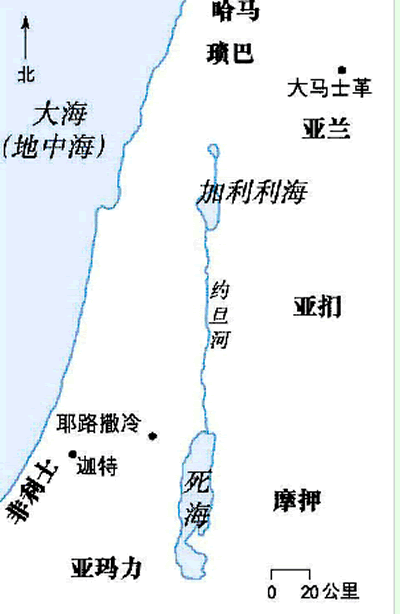 哈马
琐巴
北
大马士革
大海
(地中海)
亚兰
加利利海
约旦河
亚扪
耶路撒冷
迦特
非利士
死海
摩押
亚玛力
0 20公里